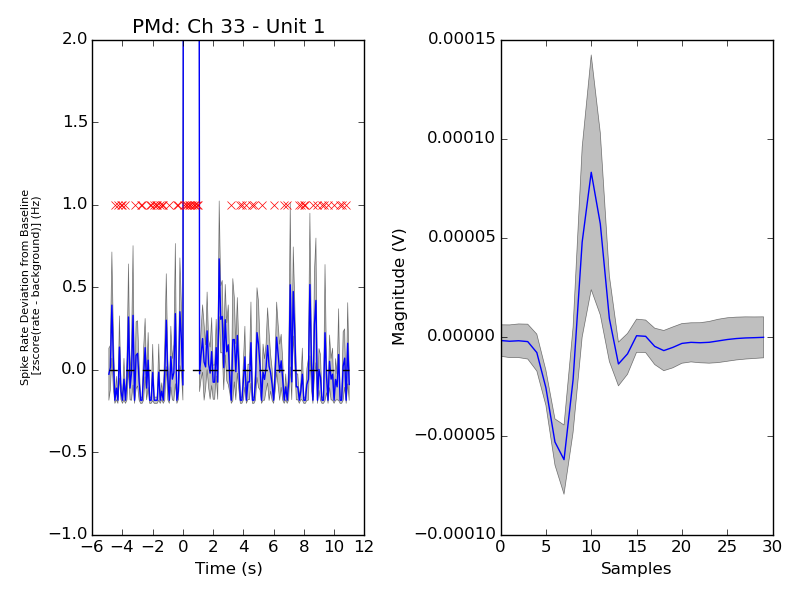 PMd: Ch 33 - Unit 1
2.0
1.5
1.0
0.5
0.0
−0.5
−1.0
Spike Rate Deviation from Baseline
[zscore(rate - background)] (Hz)
−6 −4 −2 0 2 4 6 8 10 12
Time (s)
0.00015
0.00010
0.00005
0.00000
−0.00005
−0.00010
Magnitude (V)
0 5 10 15 20 25 30
Samples